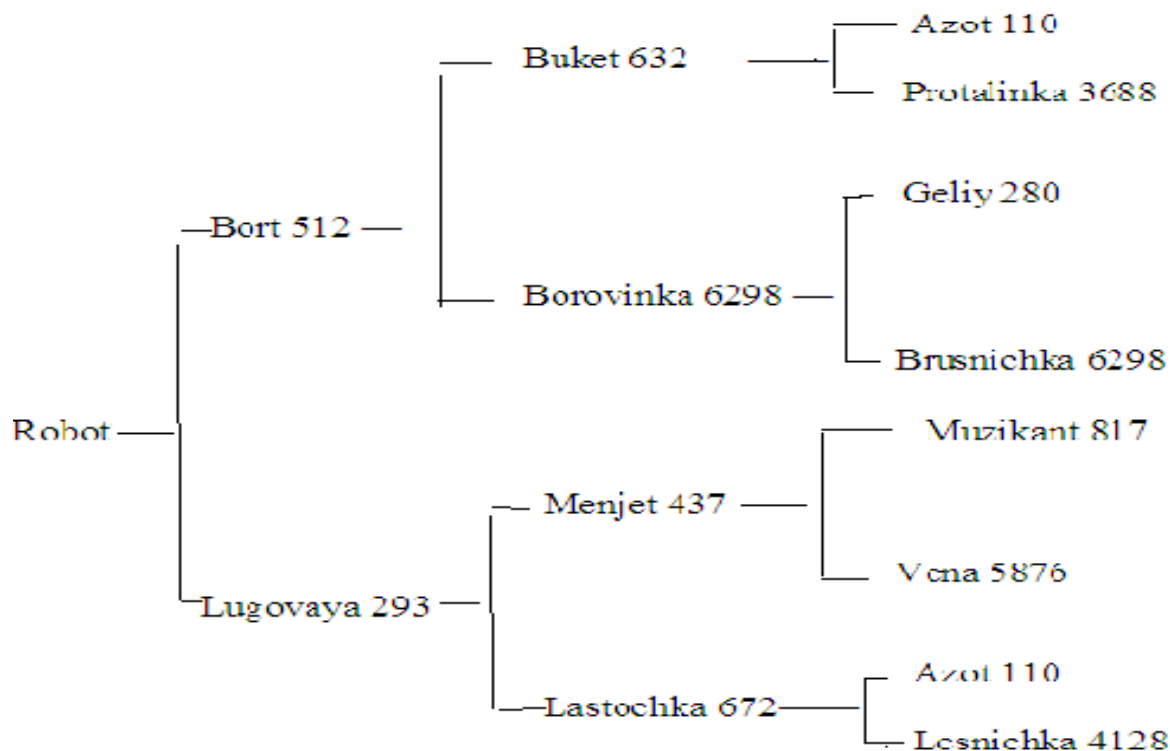 Azot 110
Buket 632
Protalinka 3688
Geliy 280
Bort 512
Borovinka 6298
Brusnichka 6298
Robot
Muzikant 817
Menjet 437
Vena 5876
Lugovaya 293
Azot 110
Lastochka 672
Lesnichka 4128